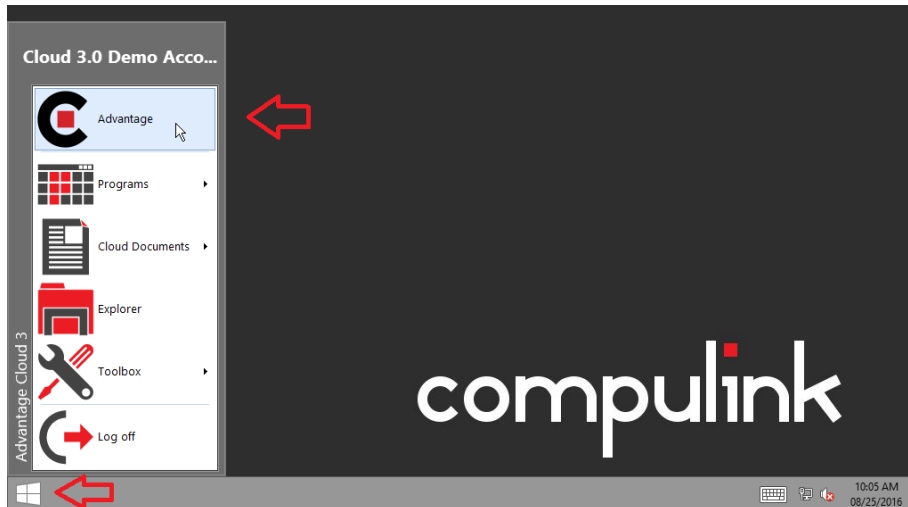 Cloud 3.0 Demo Acco...
Advantage
Programs
Cloud Documents
Explorer
Toolbox
Log off
Advantage Cloud 3
compulink
10:05 AM
08/25/2016